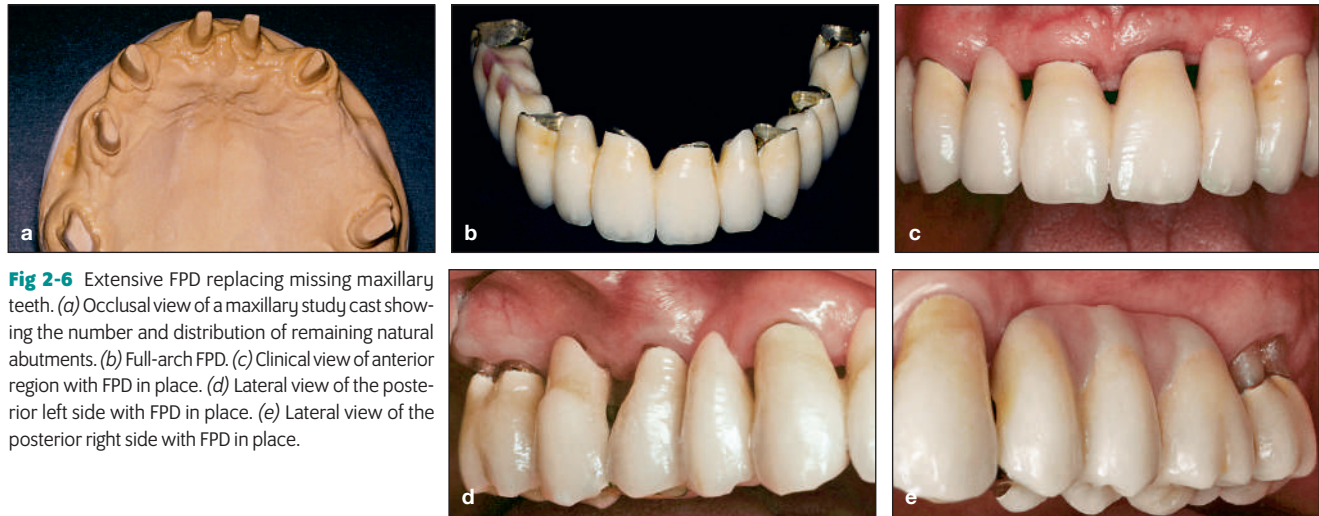 a
b
c
Fig 2-6 Extensive FPD replacing missing maxillary
teeth. (a) Occlusal view of a maxillary study cast show-
ing the number and distribution of remaining natural
abutments. (b) Full-arch FPD. (c) Clinical view of anterior
region with FPD in place. (d) Lateral view of the poste-
rior left side with FPD in place. (e) Lateral view of the
posterior right side with FPD in place.
d
e